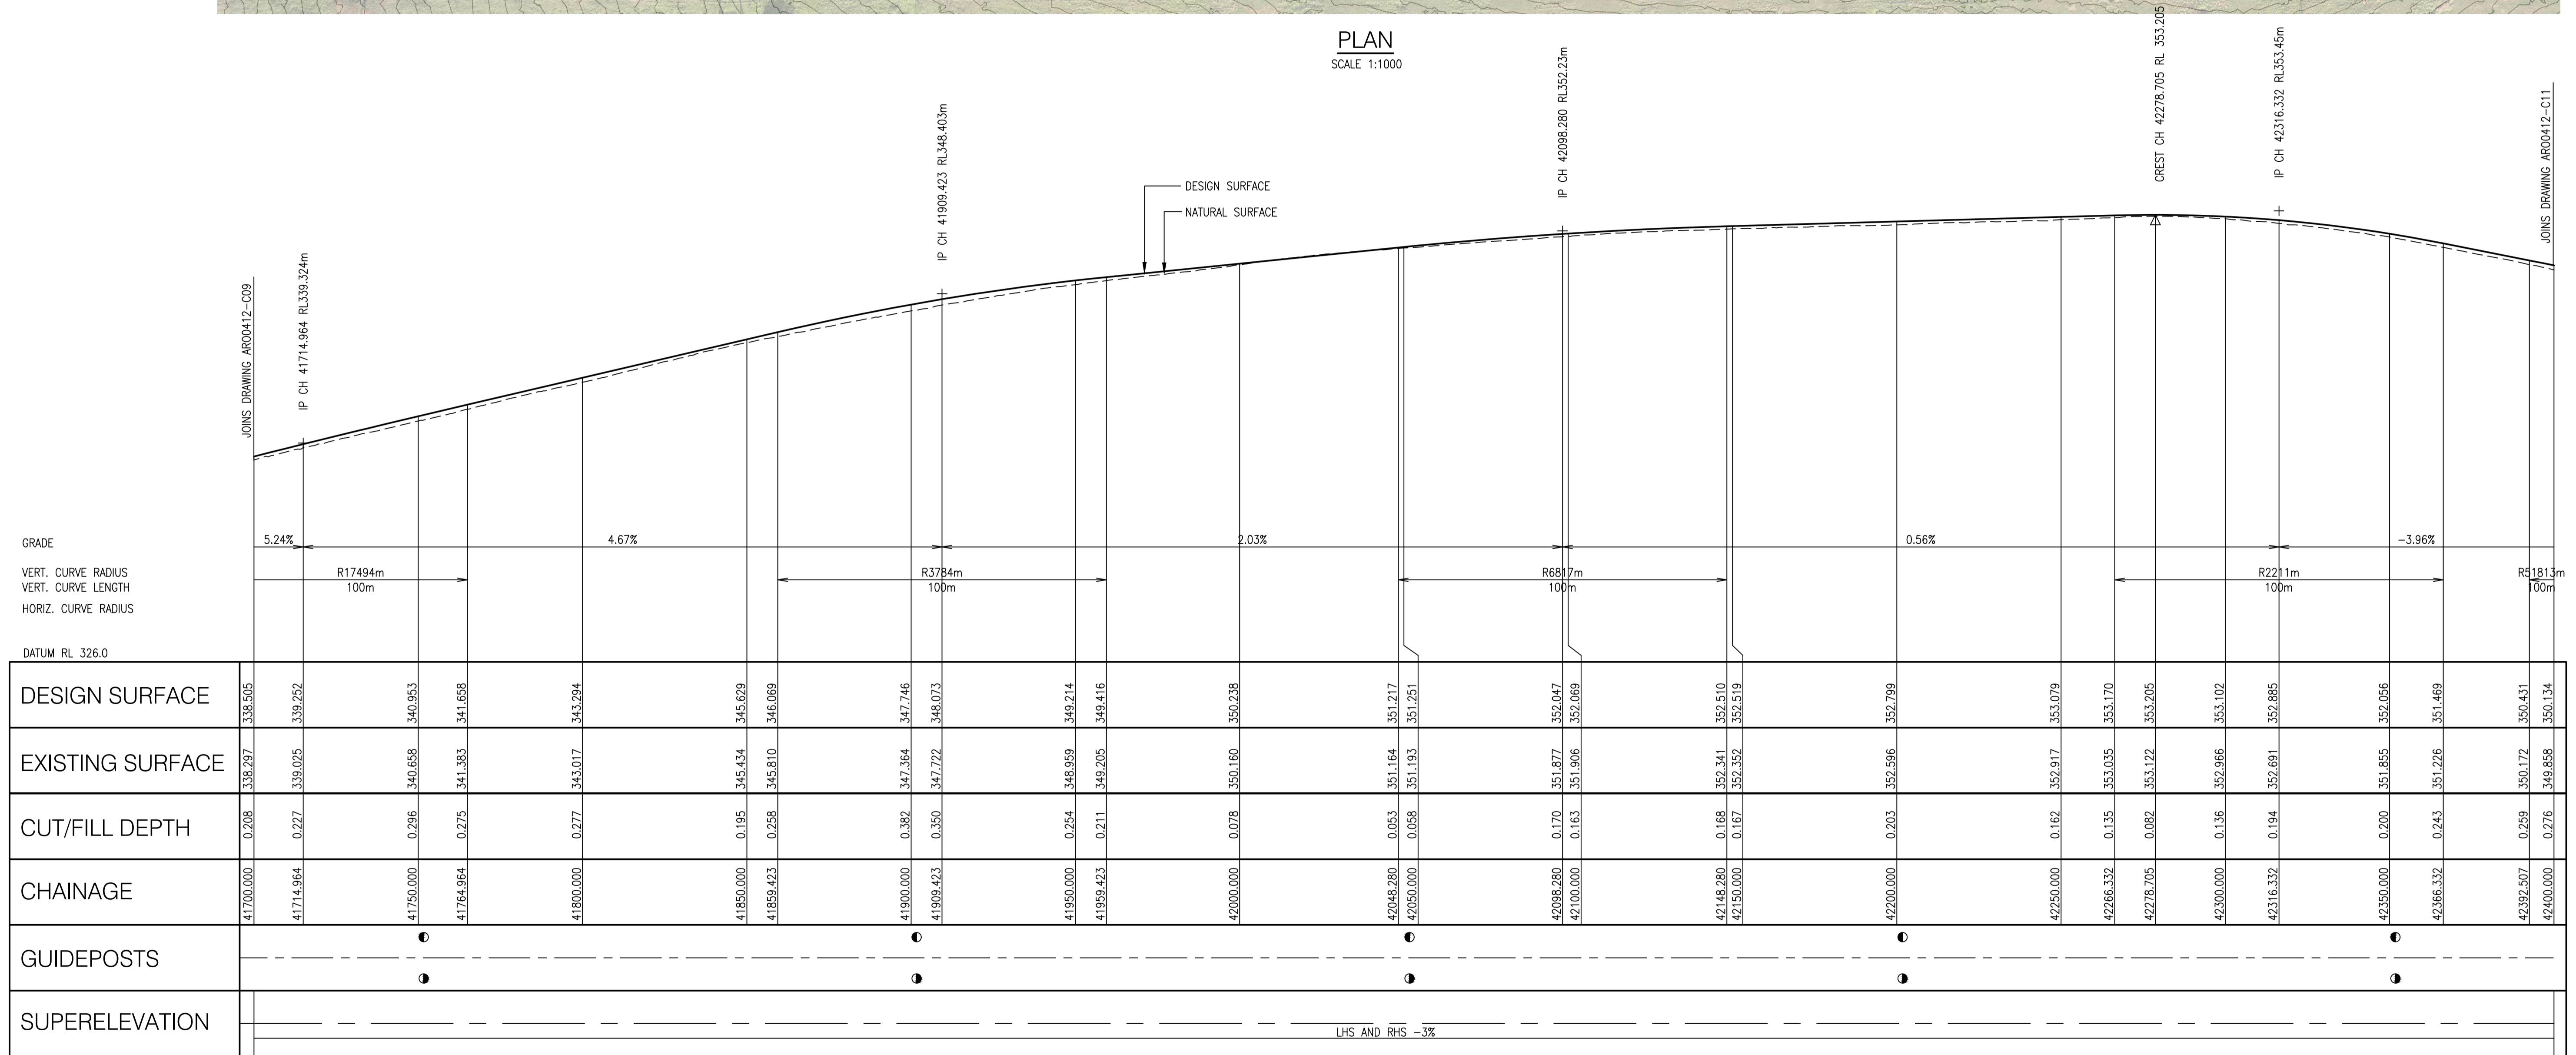 PLAN
SCALE 1:1000
JOINS DRAWING ARO0412-C09
IP CH 41714.964 RL339.324m
IP CH 41909.423 RL348.403m
DESIGN SURFACE
NATURAL SURFACE
IP CH 42098.280 RL352.23m
CREST CH 42278.705 RL 353.205
IP CH 42316.332 RL353.45m
JOINS DRAWING ARO0412-C11
GRADE 5.24% 4.67% 2.03% 0.56% -3.96%
VERT. CURVE RADIUS R17494m R3784m R6817m R2211m R51813m
VERT. CURVE LENGTH 100m 100m 100m 100m 100m
HORIZ. CURVE RADIUS
DATUM RL 326.0
DESIGN SURFACE 338.505 339.252 340.953 341.658 343.294 345.629 346.069 347.746 348.073 349.214 349.416 350.238 351.217 351.251 352.047 352.069 352.510 352.519 352.799 353.079 353.170 353.205 353.102 352.885 352.056 351.469 350.431 350.134
EXISTING SURFACE 338.297 339.025 340.658 341.383 343.017 345.434 345.810 347.364 347.722 348.959 349.205 350.160 351.164 351.193 351.877 351.906 352.341 352.352 352.596 352.917 353.035 353.122 352.966 352.691 351.855 351.226 350.172 349.858
CUT/FILL DEPTH 0.208 0.227 0.296 0.275 0.277 0.195 0.258 0.382 0.350 0.254 0.211 0.078 0.053 0.058 0.170 0.163 0.168 0.167 0.203 0.162 0.135 0.082 0.136 0.194 0.200 0.243 0.259 0.276
CHAINAGE 41700.000 41714.964 41750.000 41764.964 41800.000 41850.000 41859.423 41900.000 41909.423 41950.000 41959.423 42000.000 42048.280 42050.000 42098.280 42100.000 42148.280 42150.000 42200.000 42250.000 42266.332 42278.705 42300.000 42316.332 42350.000 42366.332 42392.507 42400.000
GUIDEPOSTS
SUPERELEVATION
LHS AND RHS -3%